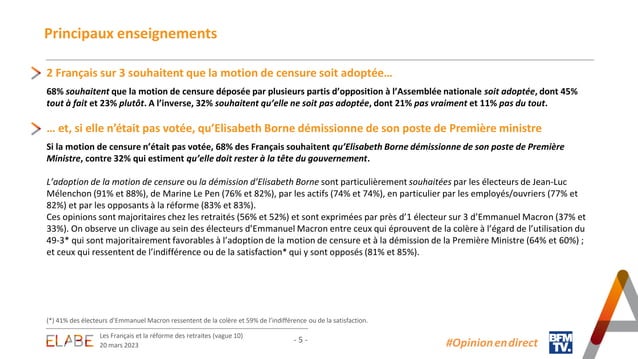 Principaux enseignements
2 Français sur 3 souhaitent que la motion de censure soit adoptée…
68% souhaitent que la motion de censure déposée par plusieurs partis d'opposition à l'Assemblée nationale soit adoptée, dont 45%
tout à fait et 23% plutôt. A l'inverse, 32% souhaitent qu'elle ne soit pas adoptée, dont 21% pas vraiment et 11% pas du tout.
… et, si elle n'était pas votée, qu'Elisabeth Borne démissionne de son poste de Première ministre
Si la motion de censure n'était pas votée, 68% des Français souhaitent qu'Elisabeth Borne démissionne de son poste de Première
Ministre, contre 32% qui estiment qu'elle doit rester à la tête du gouvernement.
L'adoption de la motion de censure ou la démission d'Elisabeth Borne sont particulièrement souhaitées par les électeurs de Jean-Luc
Mélenchon (91% et 88%), de Marine Le Pen (76% et 82%), par les actifs (74% et 74%), en particulier par les employés/ouvriers (77% et
82%) et par les opposants à la réforme (83% et 83%).
Ces opinions sont majoritaires chez les retraités (56% et 52%) et sont exprimées par près d'1 électeur sur 3 d'Emmanuel Macron (37% et
33%). On observe un clivage au sein des électeurs d'Emmanuel Macron entre ceux qui éprouvent de la colère à l'égard de l'utilisation du
49-3* qui sont majoritairement favorables à l'adoption de la motion de censure et à la démission de la Première Ministre (64% et 60%) ;
et ceux qui ressentent de l'indifférence ou de la satisfaction* qui y sont opposés (81% et 85%).
(*) 41% des électeurs d'Emmanuel Macron ressentent de la colère et 59% de l'indifférence ou de la satisfaction.
ELABE
Les Français et la réforme des retraites (vague 10)
20 mars 2023
- 5 -
#Opinion en direct
BFM
TV.